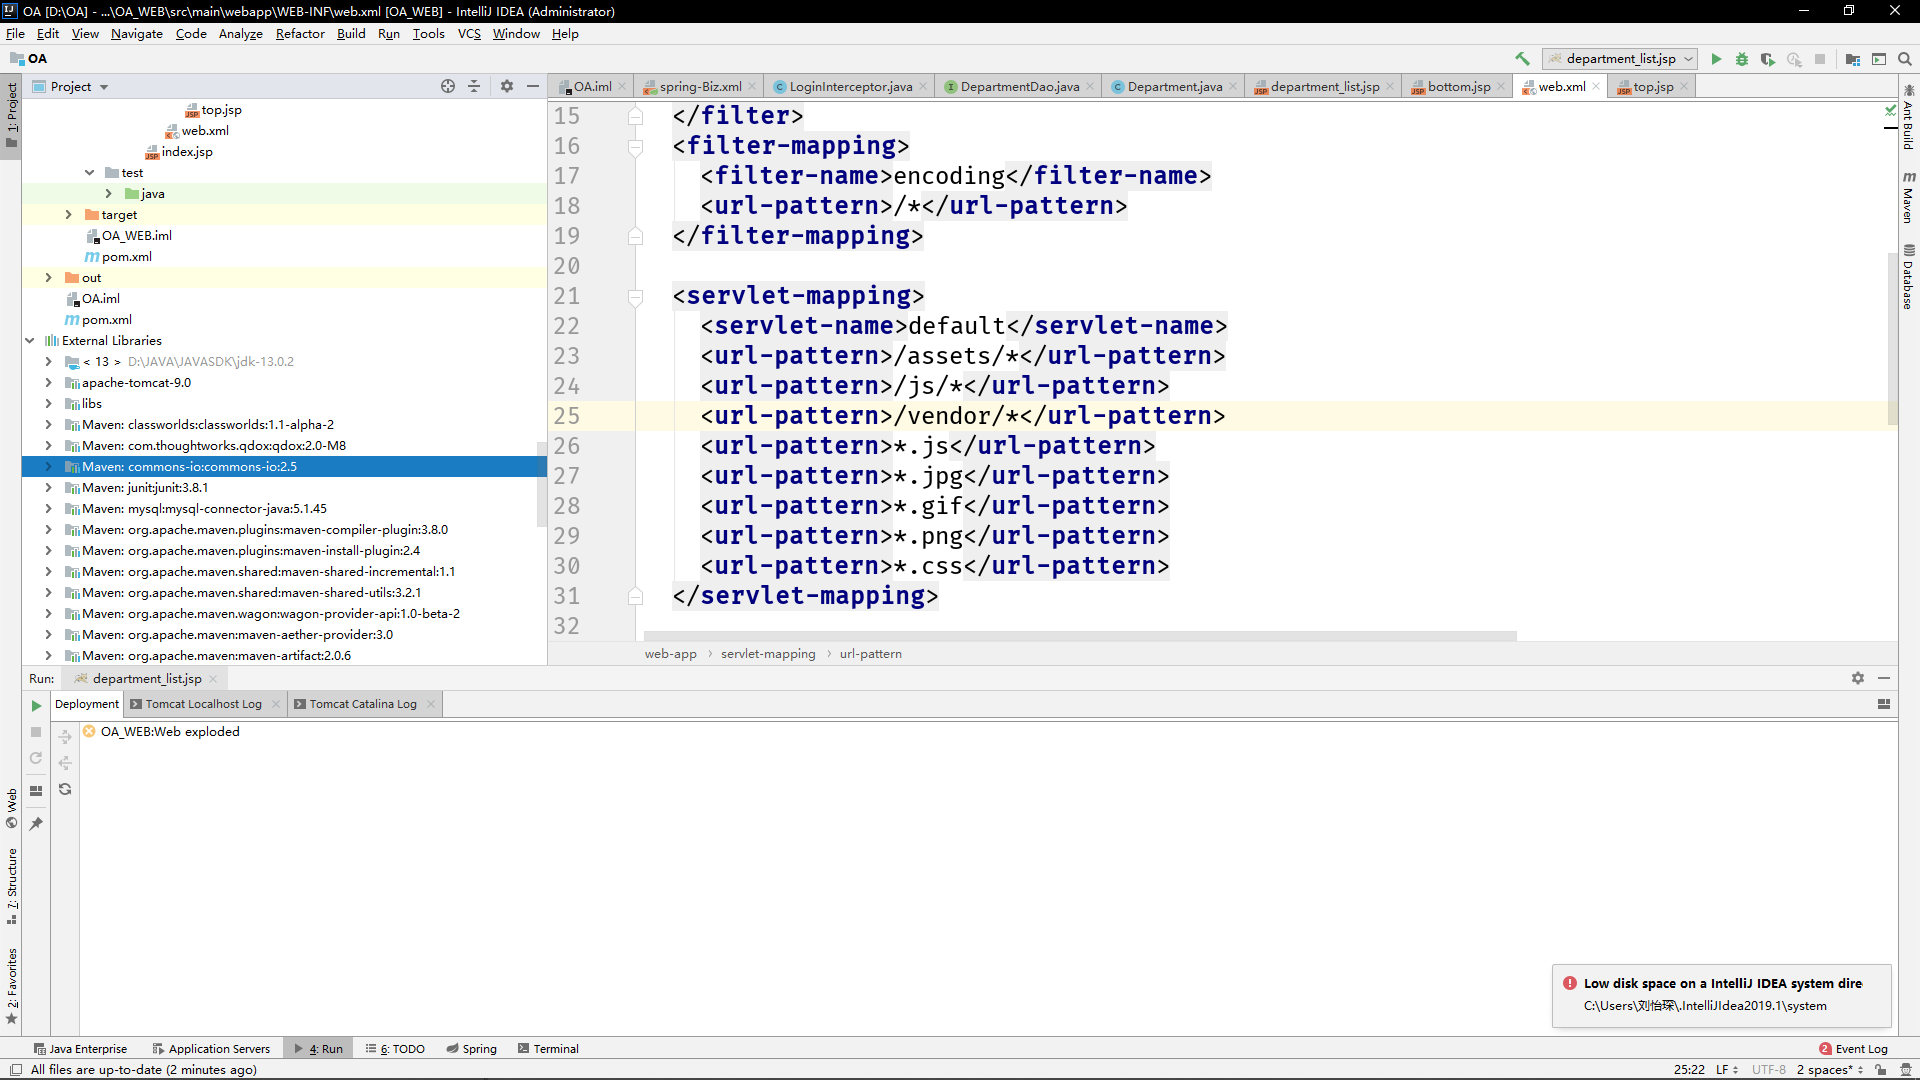 OA [D:\OA] - ...\OA_WEB\src\main\webapp\WEB-INF\web.xml [OA_WEB] - IntelliJ IDEA (Administrator)
File Edit View Navigate Code Analyze Refactor Build Run Tools VCS Window Help
OA
department_list.jsp
1: Project
Project
OA.iml spring-Biz.xml LoginInterceptor.java DepartmentDao.java Department.java department_list.jsp bottom.jsp web.xml top.jsp
top.jsp
web.xml
index.jsp
test
java
target
OA_WEB.iml
pom.xml
out
OA.iml
pom.xml
External Libraries
< 13 > D:\JAVA\JAVASDK\jdk-13.0.2
apache-tomcat-9.0
libs
Maven: classworlds:classworlds:1.1-alpha-2
Maven: com.thoughtworks.qdox:qdox:2.0-M8
Maven: commons-io:commons-io:2.5
Maven: junit:junit:3.8.1
Maven: mysql:mysql-connector-java:5.1.45
Maven: org.apache.maven.plugins:maven-compiler-plugin:3.8.0
Maven: org.apache.maven.plugins:maven-install-plugin:2.4
Maven: org.apache.maven.shared:maven-shared-incremental:1.1
Maven: org.apache.maven.shared:maven-shared-utils:3.2.1
Maven: org.apache.maven.wagon:wagon-provider-api:1.0-beta-2
Maven: org.apache.maven:maven-aether-provider:3.0
Maven: org.apache.maven:maven-artifact:2.0.6
15 </filter>
16 <filter-mapping>
17 <filter-name>encoding</filter-name>
18 <url-pattern>/*</url-pattern>
19 </filter-mapping>
20
21 <servlet-mapping>
22 <servlet-name>default</servlet-name>
23 <url-pattern>/assets/*</url-pattern>
24 <url-pattern>/js/*</url-pattern>
25 <url-pattern>/vendor/*</url-pattern>
26 <url-pattern>*.js</url-pattern>
27 <url-pattern>*.jpg</url-pattern>
28 <url-pattern>*.gif</url-pattern>
29 <url-pattern>*.png</url-pattern>
30 <url-pattern>*.css</url-pattern>
31 </servlet-mapping>
32
web-app › servlet-mapping › url-pattern
Ant Build
Maven
Database
Run: department_list.jsp
Deployment Tomcat Localhost Log Tomcat Catalina Log
OA_WEB:Web exploded
Web
7: Structure
2: Favorites
Low disk space on a IntelliJ IDEA system dire
C:\Users\刘怡琛\.IntelliJIdea2019.1\system
Java Enterprise Application Servers 4: Run 6: TODO Spring Terminal 2 Event Log
All files are up-to-date (2 minutes ago) 25:22 LF UTF-8 2 spaces*